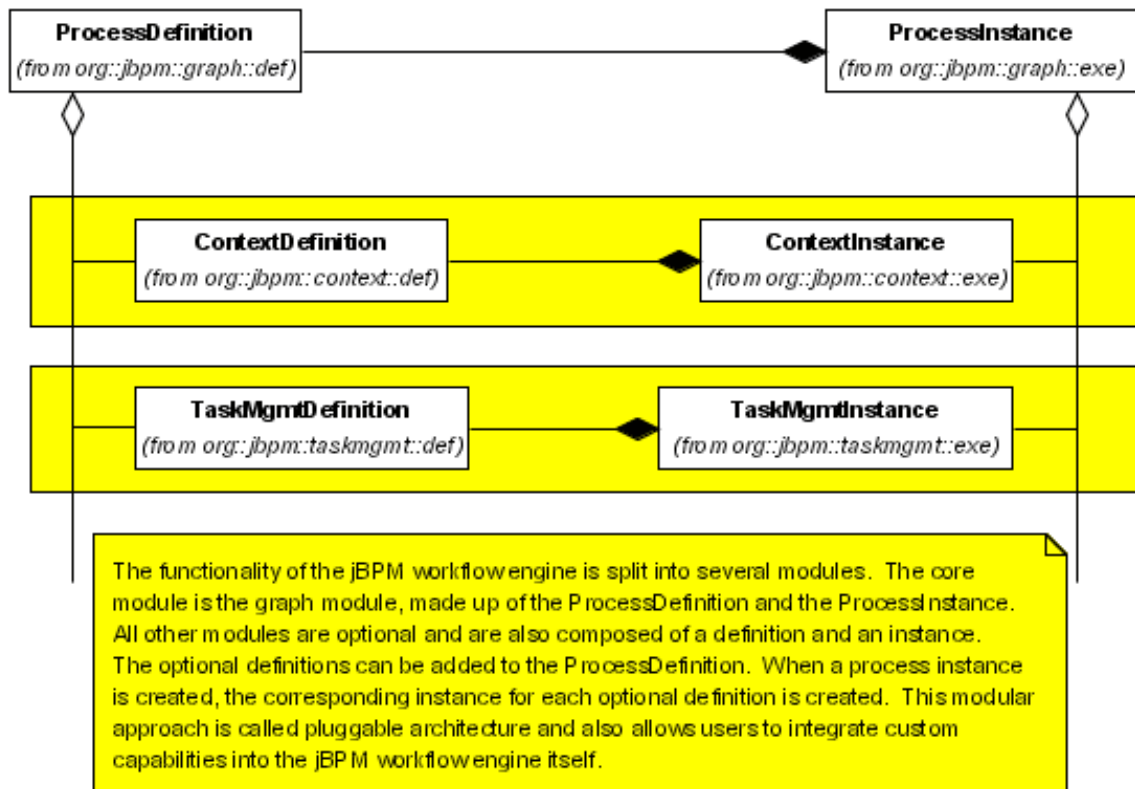 ProcessDefinition
(from org::jbpm::graph::def)
ProcessInstance
(from org::jbpm::graph::exe)
ContextDefinition
(from org::jbpm::context::def)
ContextInstance
(from org::jbpm::context::exe)
TaskMgmtDefinition
(from org::jbpm::taskmgmt::def)
TaskMgmtInstance
(from org::jbpm::taskmgmt::exe)
The functionality of the jBPM workflow engine is split into several modules. The core
module is the graph module, made up of the ProcessDefinition and the ProcessInstance.
All other modules are optional and are also composed of a definition and an instance.
The optional definitions can be added to the ProcessDefinition. When a process instance
is created, the corresponding instance for each optional definition is created. This modular
approach is called pluggable architecture and also allows users to integrate custom
capabilities into the jBPM workflow engine itself.